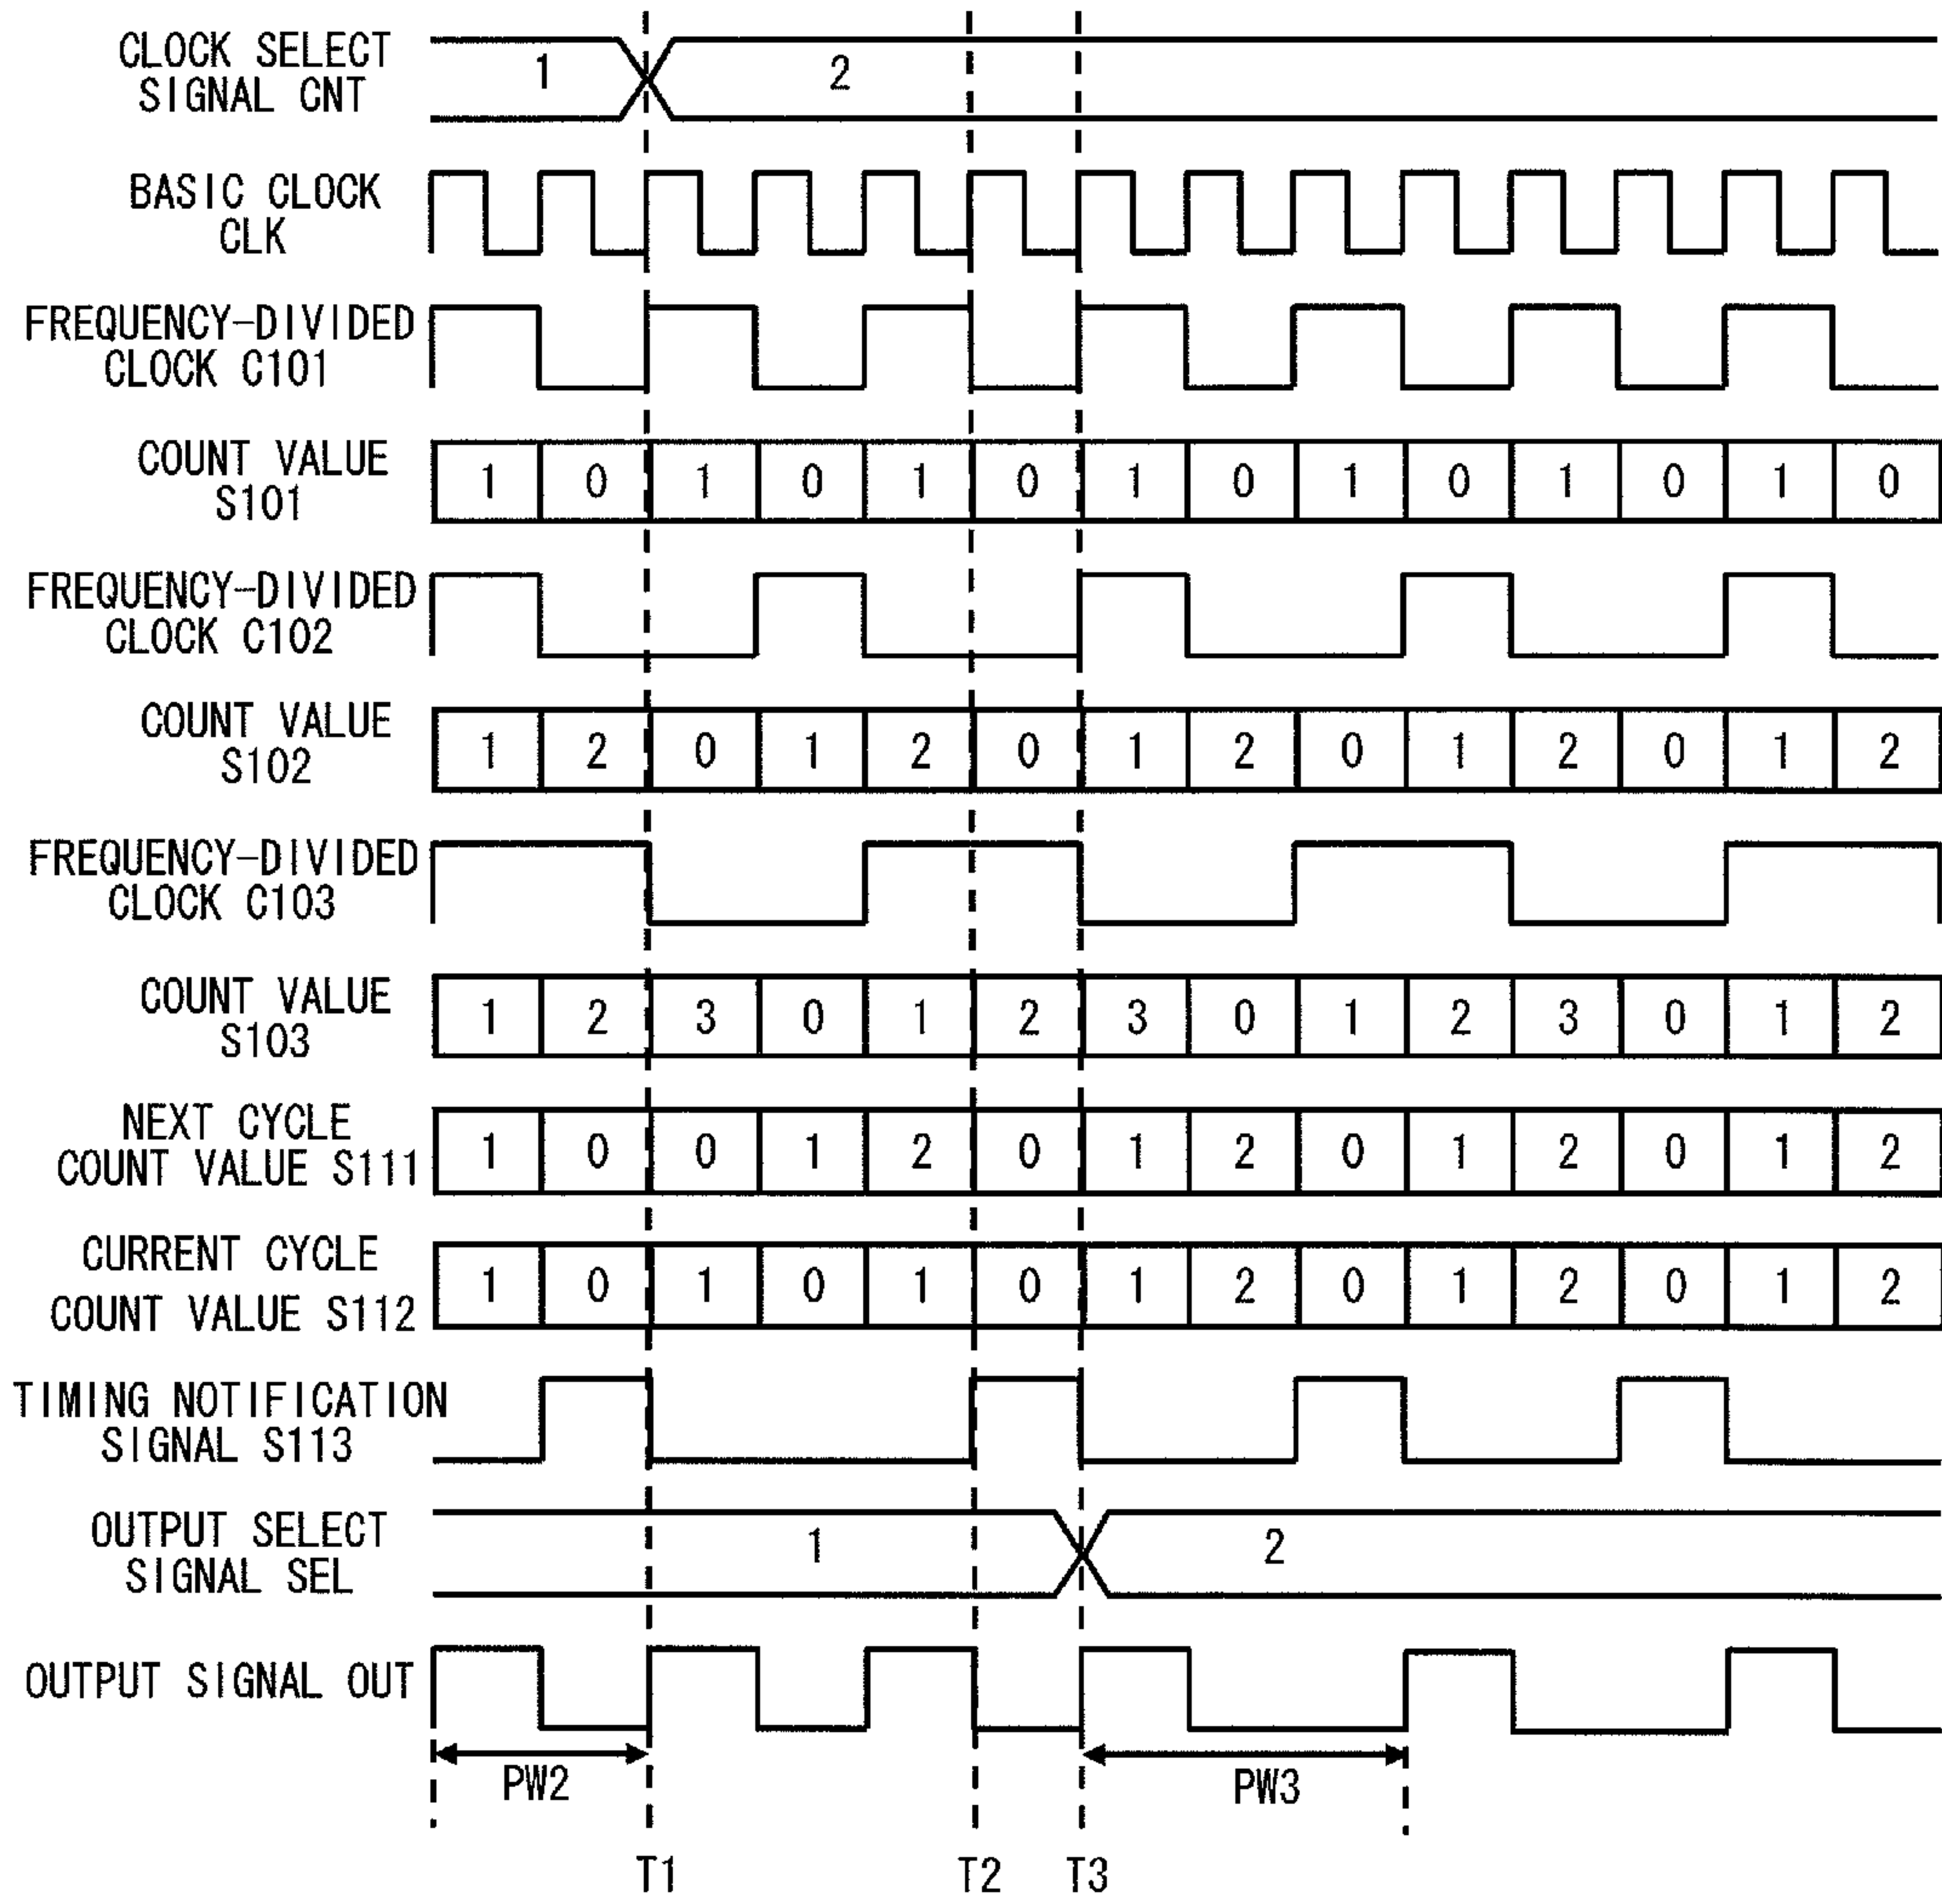 CLOCK SELECT
SIGNAL CNT
1 2
BASIC CLOCK
CLK
FREQUENCY-DIVIDED
CLOCK C101
COUNT VALUE
S101
1 0 1 0 1 0 1 0 1 0 1 0 1 0
FREQUENCY-DIVIDED
CLOCK C102
COUNT VALUE
S102
1 2 0 1 2 0 1 2 0 1 2 0 1 2
FREQUENCY-DIVIDED
CLOCK C103
COUNT VALUE
S103
1 2 3 0 1 2 3 0 1 2 3 0 1 2
NEXT CYCLE
COUNT VALUE S111
1 0 0 1 2 0 1 2 0 1 2 0 1 2
CURRENT CYCLE
COUNT VALUE S112
1 0 1 0 1 0 1 2 0 1 2 0 1 2
TIMING NOTIFICATION
SIGNAL S113
OUTPUT SELECT
SIGNAL SEL
1 2
OUTPUT SIGNAL OUT
PW2 PW3
T1 T2 T3